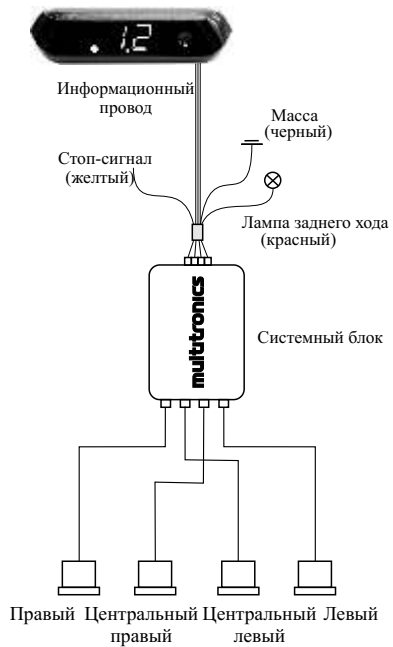 1.2
Информационный
провод
Масса
(черный)
Стоп-сигнал
(желтый)
Лампа заднего хода
(красный)
multitronics
Системный блок
Правый
Центральный
правый
Центральный
левый
Левый